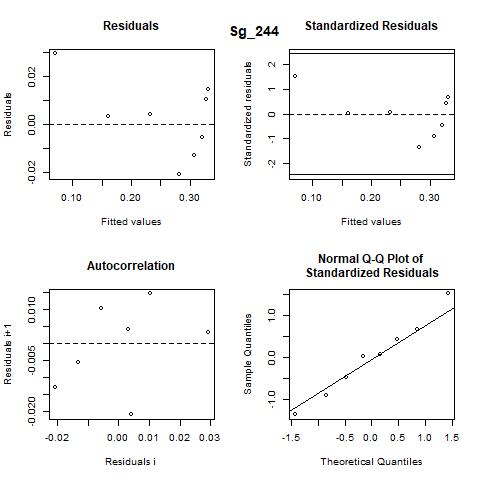 Sg_244
Residuals
Residuals
-0.02 0.00 0.02
0.10 0.20 0.30
Fitted values
Standardized Residuals
Standardized residuals
-2 -1 0 1 2
0.10 0.20 0.30
Fitted values
Autocorrelation
Residuals i+1
-0.020 -0.005 0.010
-0.02 0.00 0.01 0.02 0.03
Residuals i
Normal Q-Q Plot of
Standardized Residuals
Sample Quantiles
-1.0 0.0 1.0
-1.5 -0.5 0.0 0.5 1.0 1.5
Theoretical Quantiles